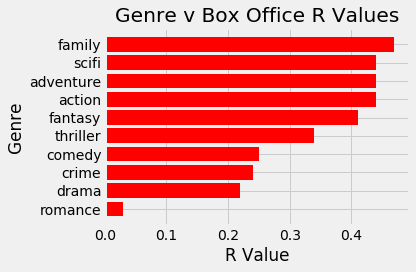 Genre v Box Office R Values
family
scifi
adventure
action
fantasy
thriller
comedy
crime
drama
romance
Genre
0.0 0.1 0.2 0.3 0.4
R Value